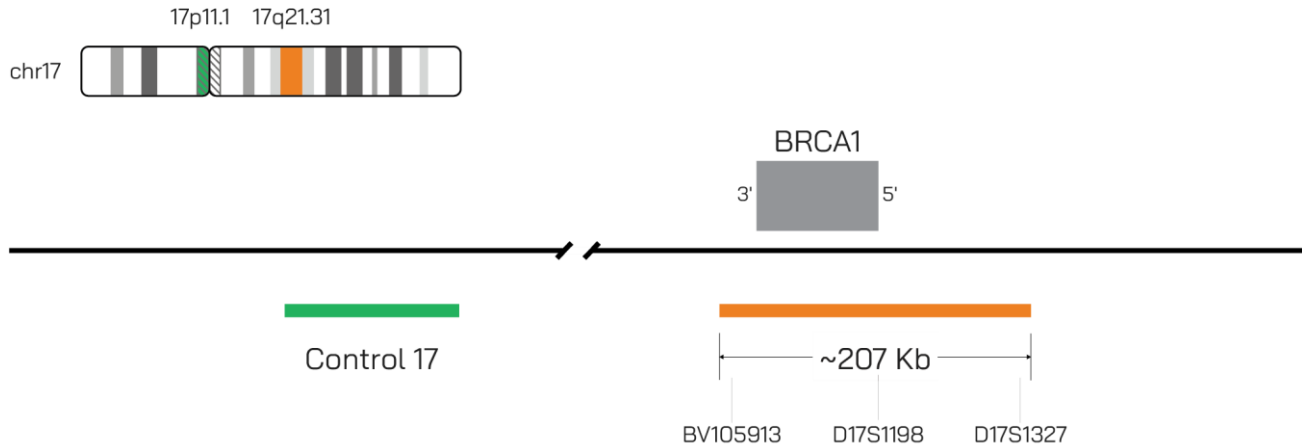 17p11.1 17q21.31
chr17
BRCA1
3' 5'
Control 17
~207 Kb
BV105913 D17S1198 D17S1327